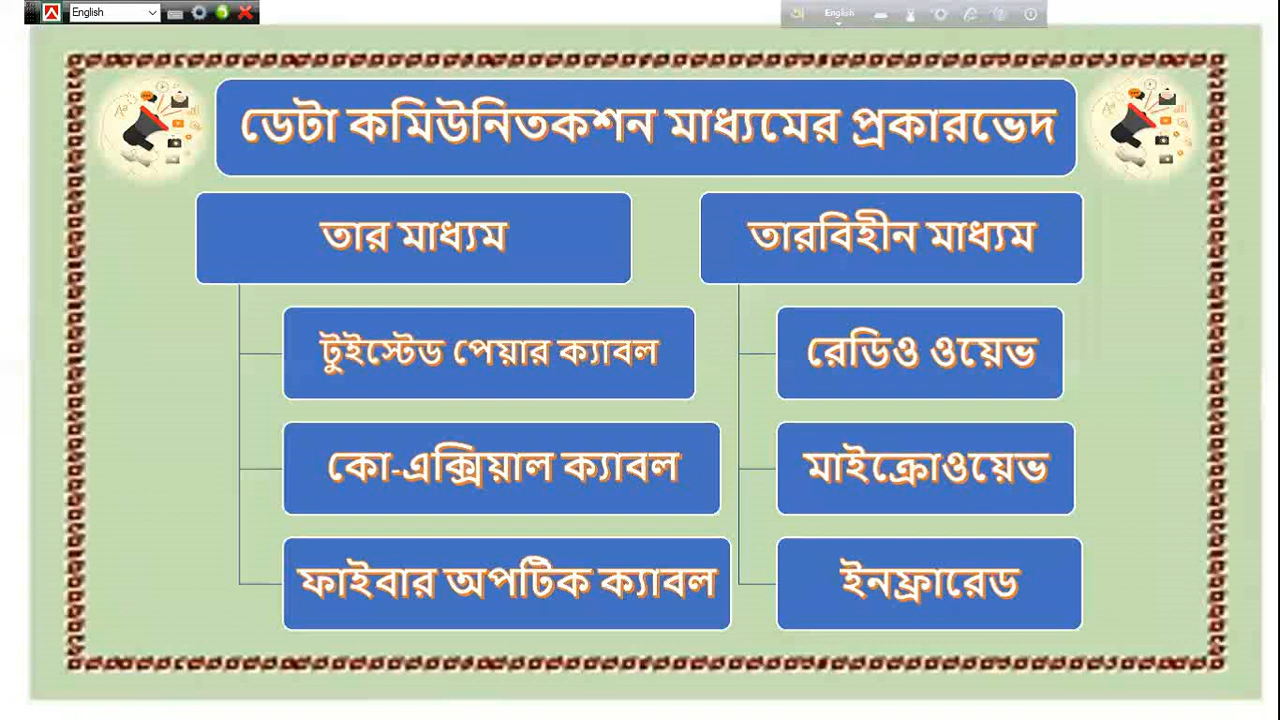 English
English
ডেটা কমিউনিতকশন মাধ্যমের প্রকারভেদ
তার মাধ্যম
তারবিহীন মাধ্যম
টুইস্টেড পেয়ার ক্যাবল
রেডিও ওয়েভ
কো-এক্সিয়াল ক্যাবল
মাইক্রোওয়েভ
ফাইবার অপটিক ক্যাবল
ইনফ্রারেড